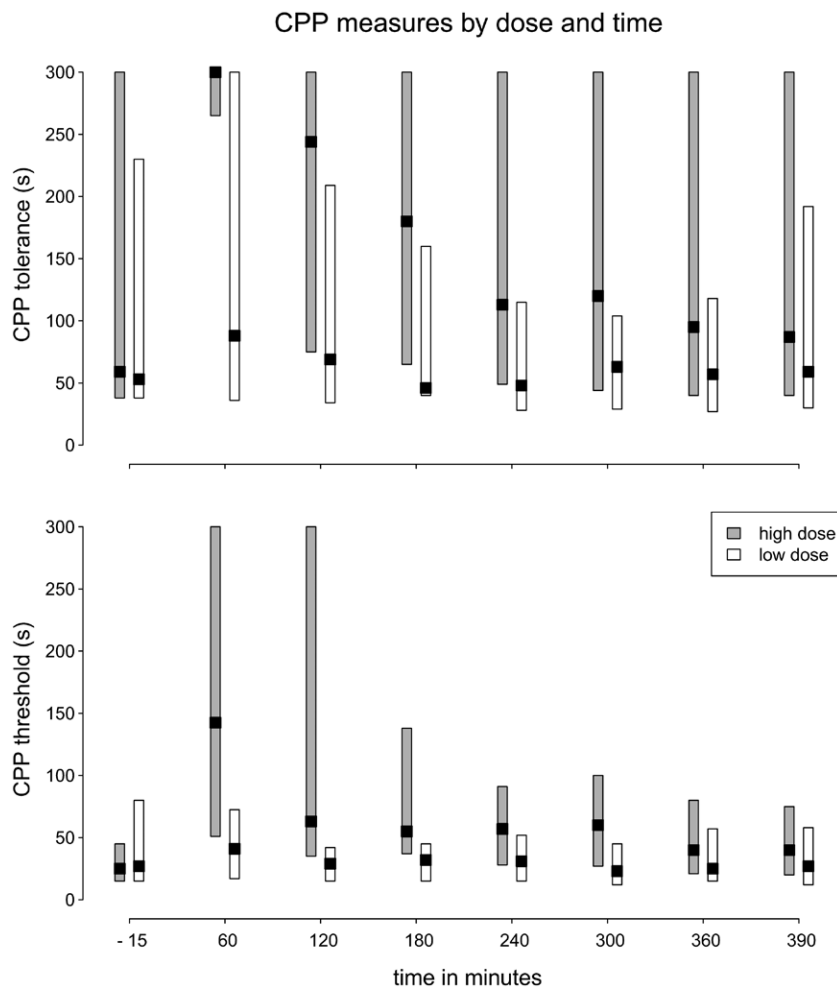 CPP measures by dose and time
CPP tolerance (s)
300
250
200
150
100
50
0
CPP threshold (s)
300
250
200
150
100
50
0
high dose
low dose
- 15 60 120 180 240 300 360 390
time in minutes